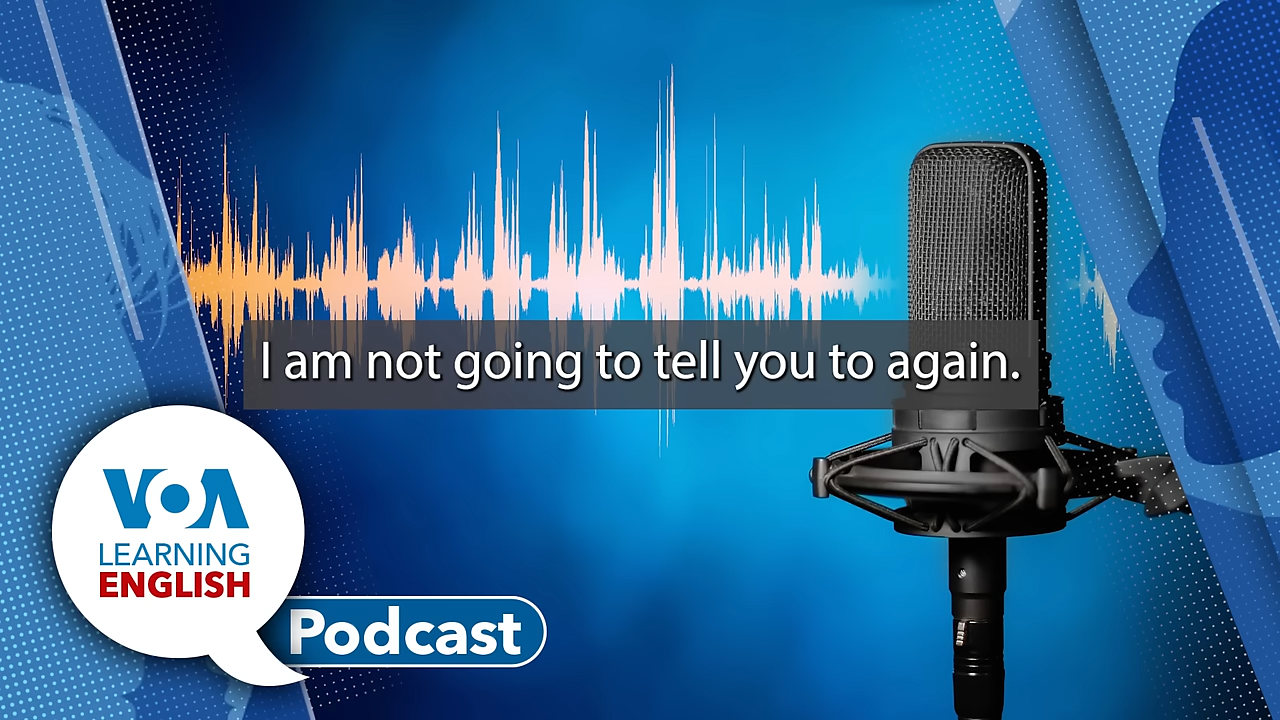 I am not going to tell you to again.
VOA
LEARNING
ENGLISH
Podcast